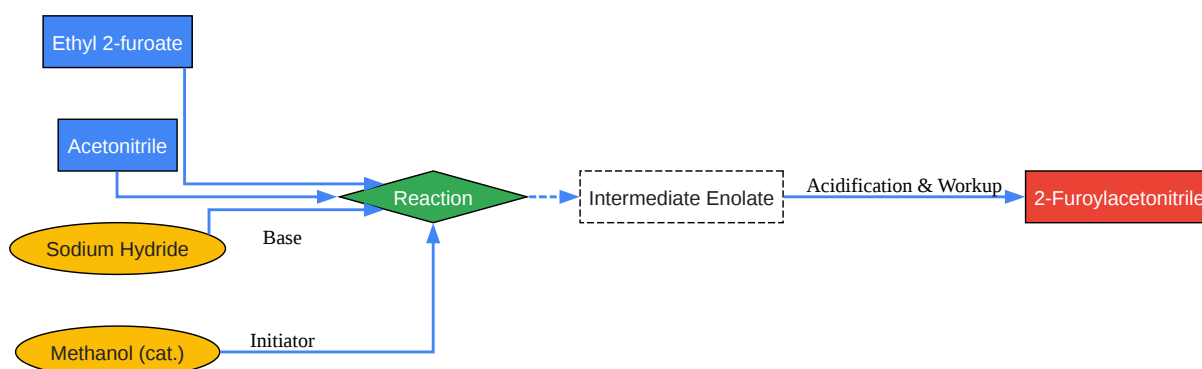 Ethyl 2-furoate
Acetonitrile
Reaction
Intermediate Enolate
Acidification & Workup
2-Furoylacetonitrile
Sodium Hydride
Base
Methanol (cat.)
Initiator